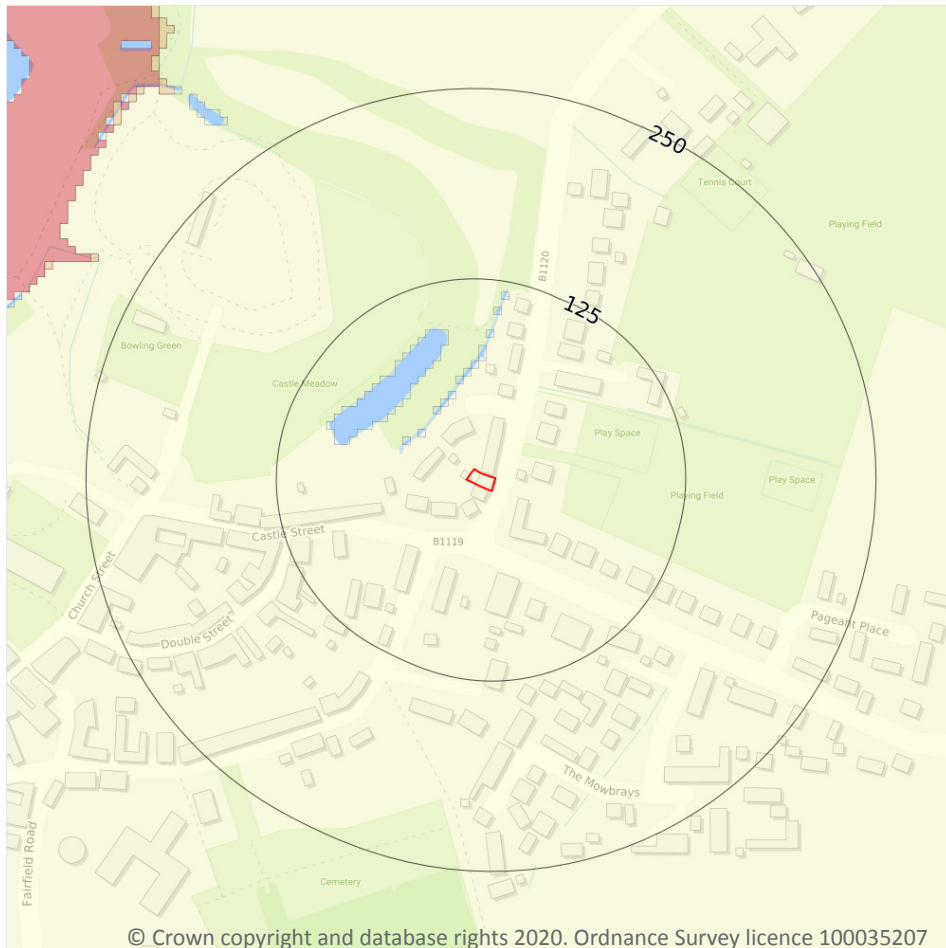 250
Tennis Court
Playing Field
B1120
125
Bowling Green
Castle Meadow
Play Space
Play Space
Playing Field
Castle Street
B1119
Church Street
Double Street
Pageant Place
The Mowbrays
Fairfield Road
Cemetery
© Crown copyright and database rights 2020. Ordnance Survey licence 100035207